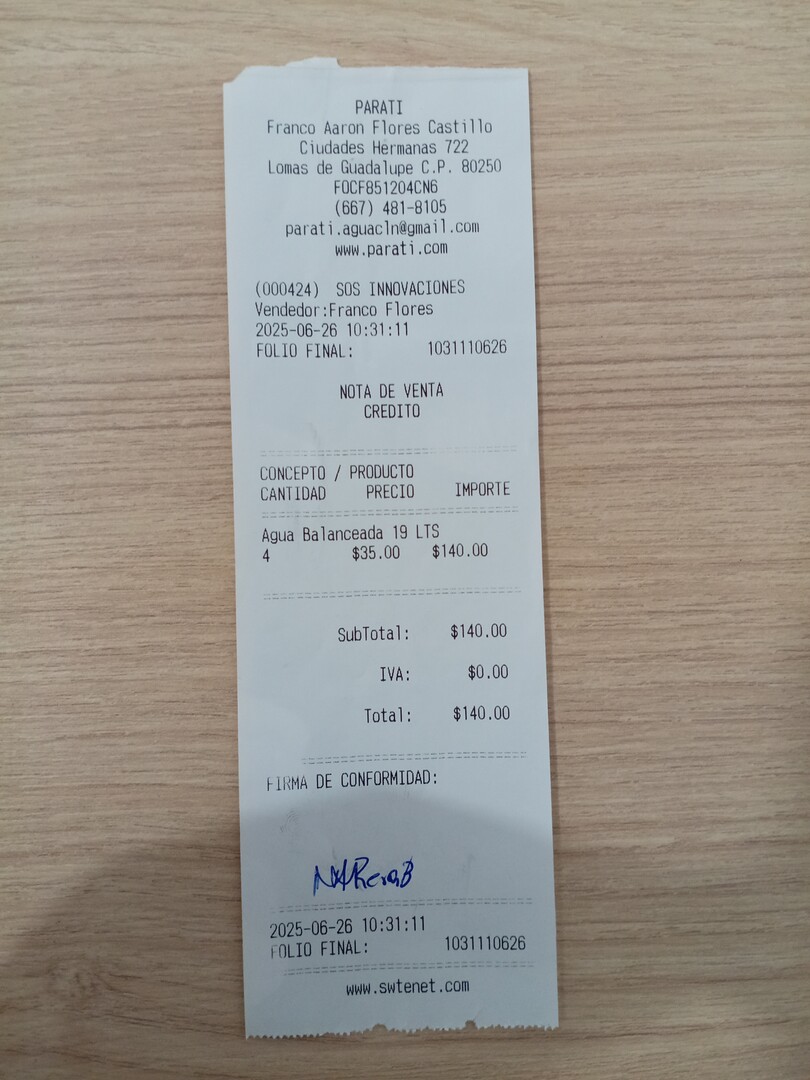 PARATI
Franco Aaron Flores Castillo
Ciudades Hermanas 722
Lomas de Guadalupe C.P. 80250
FOCF851204CN6
(667) 481-8105
parati.aguacln@gmail.com
www.parati.com
(000424) SOS INNOVACIONES
Vendedor:Franco Flores
2025-06-26 10:31:11
FOLIO FINAL: 1031110626
NOTA DE VENTA
CREDITO
CONCEPTO / PRODUCTO
CANTIDAD PRECIO IMPORTE
Agua Balanceada 19 LTS
4 $35.00 $140.00
SubTotal: $140.00
IVA: $0.00
Total: $140.00
FIRMA DE CONFORMIDAD:
2025-06-26 10:31:11
FOLIO FINAL: 1031110626
www.swtenet.com